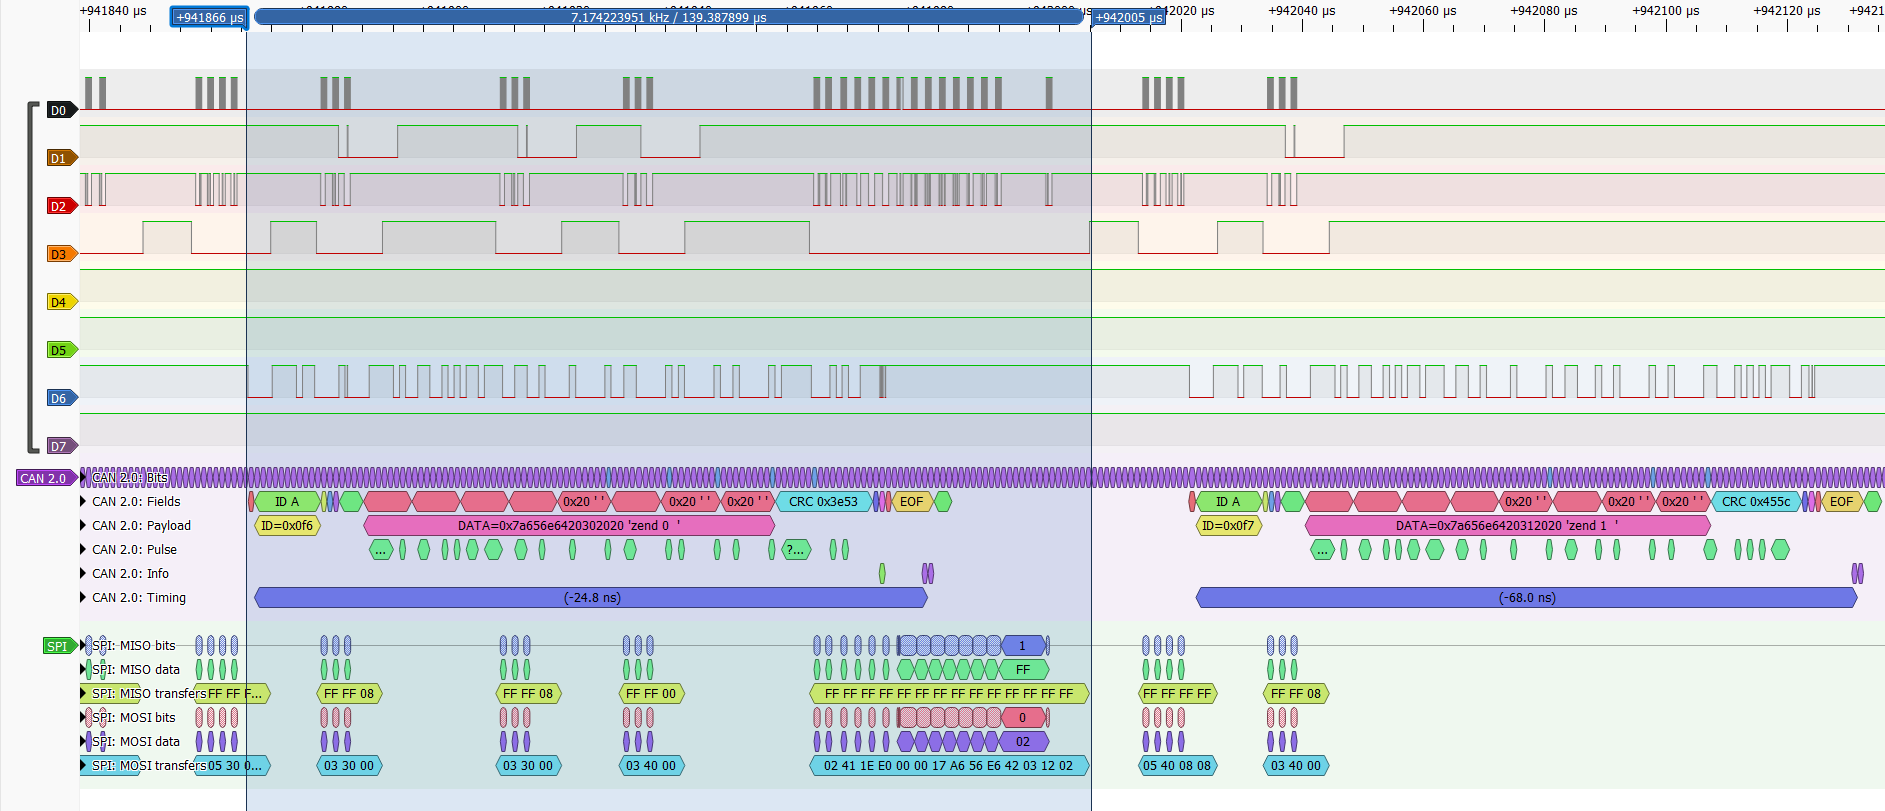 +941840 µs +941866 µs 7.174223951 kHz / 139.387899 µs +942005 µs +942040 µs +942060 µs +942080 µs +942100 µs +942120 µs
D0
D1
D2
D3
D4
D5
D6
D7
CAN 2.0 CAN 2.0: Bits
CAN 2.0: Fields ID A 0x20 ' ' 0x20 ' ' 0x20 ' ' CRC 0x3e53 EOF ID A 0x20 ' ' 0x20 ' ' 0x20 ' ' CRC 0x455c EOF
CAN 2.0: Payload ID=0x0f6 DATA=0x7a656e6420302020 'zend 0 ' ID=0x0f7 DATA=0x7a656e6420312020 'zend 1 '
CAN 2.0: Pulse ... ?... ...
CAN 2.0: Info
CAN 2.0: Timing (-24.8 ns) (-68.0 ns)
SPI SPI: MISO bits 1
SPI: MISO data FF
SPI: MISO transfers FF FF F... FF FF 08 FF FF 08 FF FF 00 FF FF FF FF FF FF FF FF FF FF FF FF FF FF FF FF FF FF FF FF 08
SPI: MOSI bits 0
SPI: MOSI data 02
SPI: MOSI transfers 05 30 0... 03 30 00 03 30 00 03 40 00 02 41 1E E0 00 00 17 A6 56 E6 42 03 12 02 05 40 08 08 03 40 00